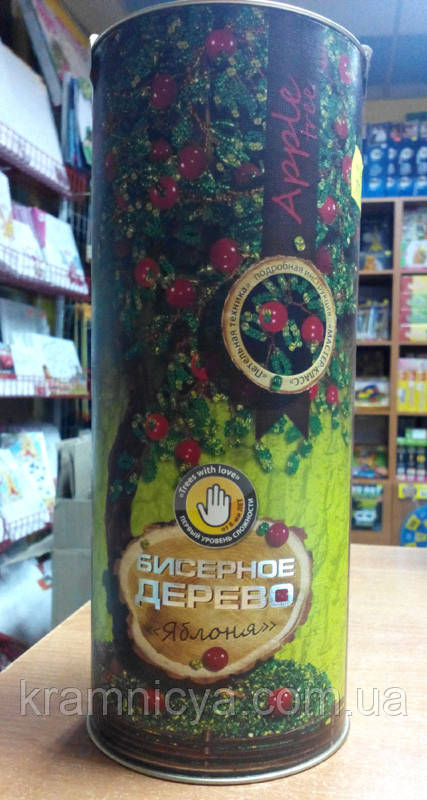 Apple
tree
«Петельная техника» подробная инструкция «МАСТЕР-КЛАСС»
«Trees with love»
ПЕРВЫЙ УРОВЕНЬ СЛОЖНОСТИ
БИСЕРНОЕ
ДЕРЕВО
«Яблоня»
kramnicya.com.ua